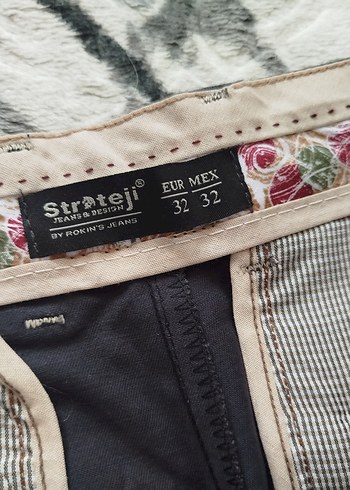 Strateji®
JEANS & DESIGN
BY ROKIN'S JEANS
EUR MEX
32 32